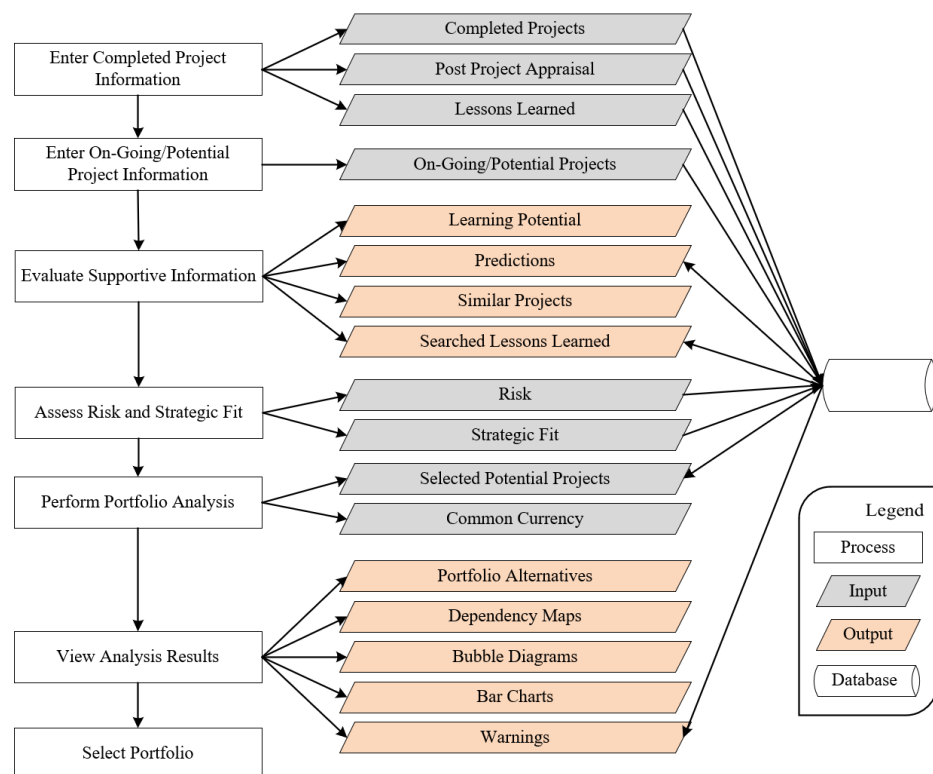 Completed Projects
Enter Completed Project
Information
Post Project Appraisal
Lessons Learned
Enter On-Going/Potential
Project Information
On-Going/Potential Projects
Learning Potential
Predictions
Evaluate Supportive Information
Similar Projects
Searched Lessons Learned
Assess Risk and Strategic Fit
Risk
Strategic Fit
Perform Portfolio Analysis
Selected Potential Projects
Common Currency
Portfolio Alternatives
Dependency Maps
View Analysis Results
Bubble Diagrams
Bar Charts
Warnings
Select Portfolio
Legend
Process
Input
Output
Database